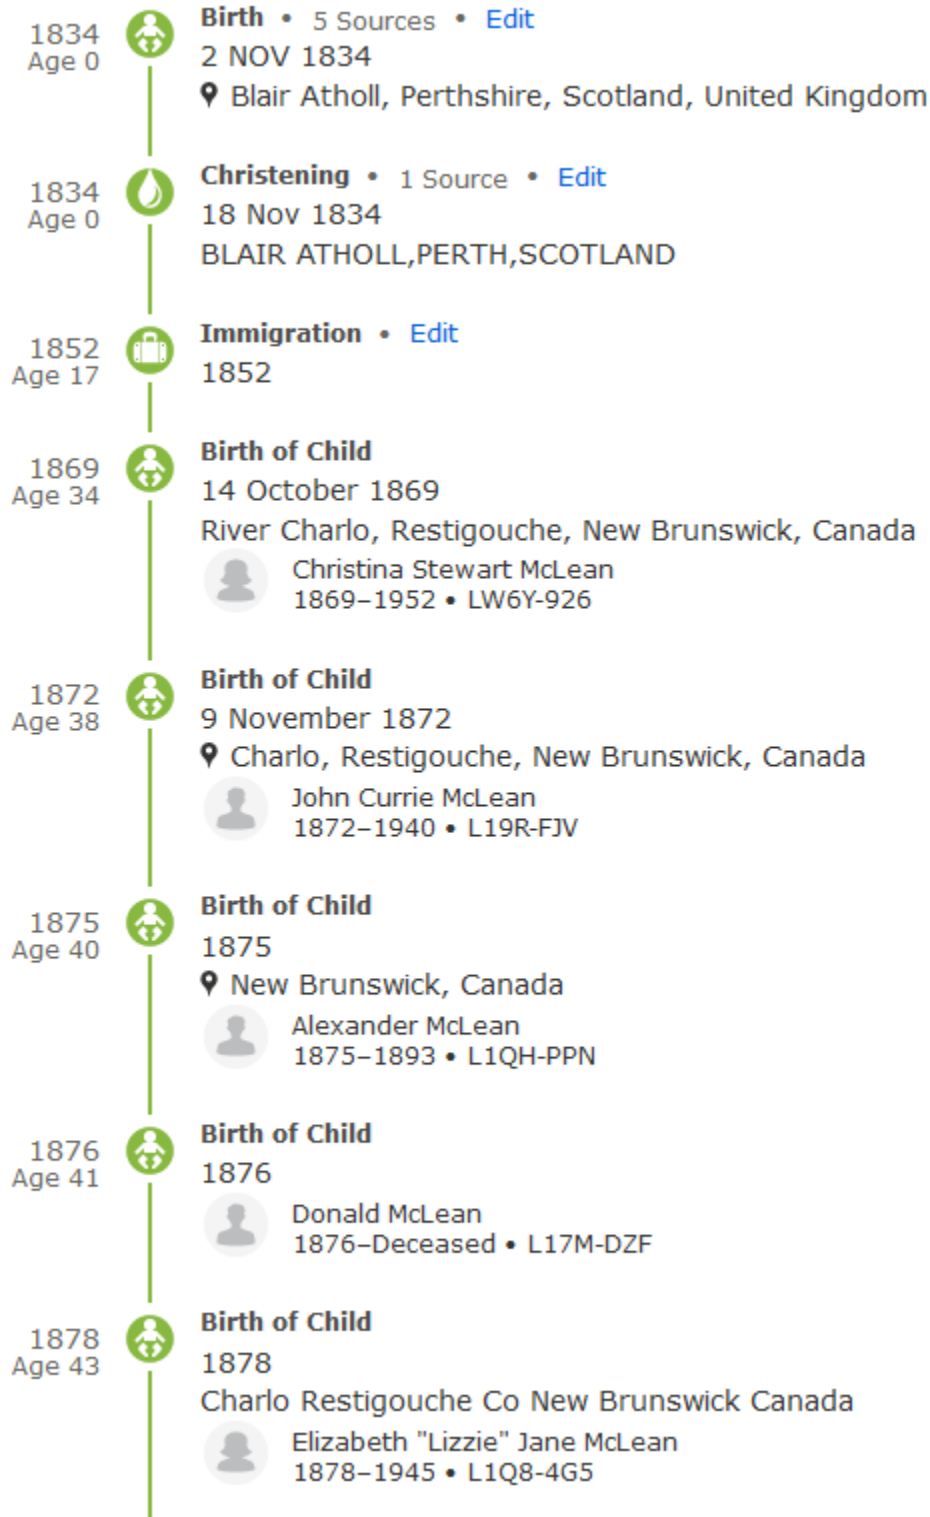 1834
Age 0
Birth • 5 Sources • Edit
2 NOV 1834
Blair Atholl, Perthshire, Scotland, United Kingdom
1834
Age 0
Christening • 1 Source • Edit
18 Nov 1834
BLAIR ATHOLL,PERTH,SCOTLAND
1852
Age 17
Immigration • Edit
1852
1869
Age 34
Birth of Child
14 October 1869
River Charlo, Restigouche, New Brunswick, Canada
Christina Stewart McLean
1869–1952 • LW6Y-926
1872
Age 38
Birth of Child
9 November 1872
Charlo, Restigouche, New Brunswick, Canada
John Currie McLean
1872–1940 • L19R-FJV
1875
Age 40
Birth of Child
1875
New Brunswick, Canada
Alexander McLean
1875–1893 • L1QH-PPN
1876
Age 41
Birth of Child
1876
Donald McLean
1876–Deceased • L17M-DZF
1878
Age 43
Birth of Child
1878
Charlo Restigouche Co New Brunswick Canada
Elizabeth "Lizzie" Jane McLean
1878–1945 • L1Q8-4G5